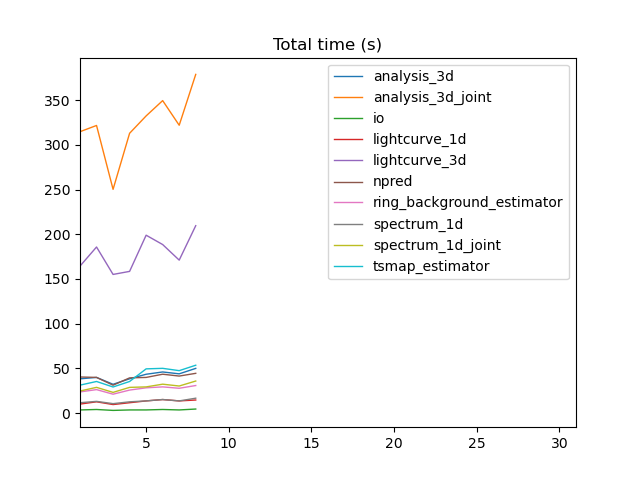 Total time (s)
analysis_3d
analysis_3d_joint
io
lightcurve_1d
lightcurve_3d
npred
ring_background_estimator
spectrum_1d
spectrum_1d_joint
tsmap_estimator
350
300
250
200
150
100
50
0
5 10 15 20 25 30